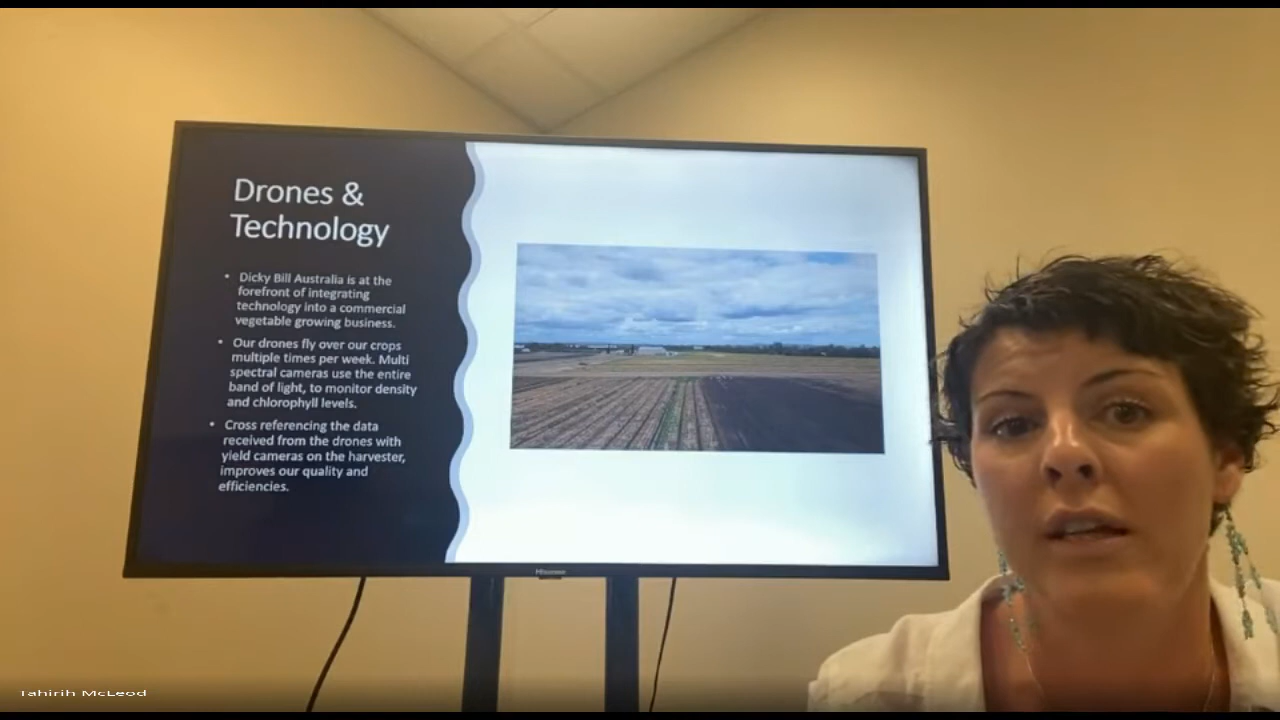 Drones &
Technology
• Dicky Bill Australia is at the
forefront of integrating
technology into a commercial
vegetable growing business.
• Our drones fly over our crops
multiple times per week. Multi
spectral cameras use the entire
band of light, to monitor density
and chlorophyll levels.
• Cross referencing the data
received from the drones with
yield cameras on the harvester,
improves our quality and
efficiencies.
Hisense
Tahirih McLeod